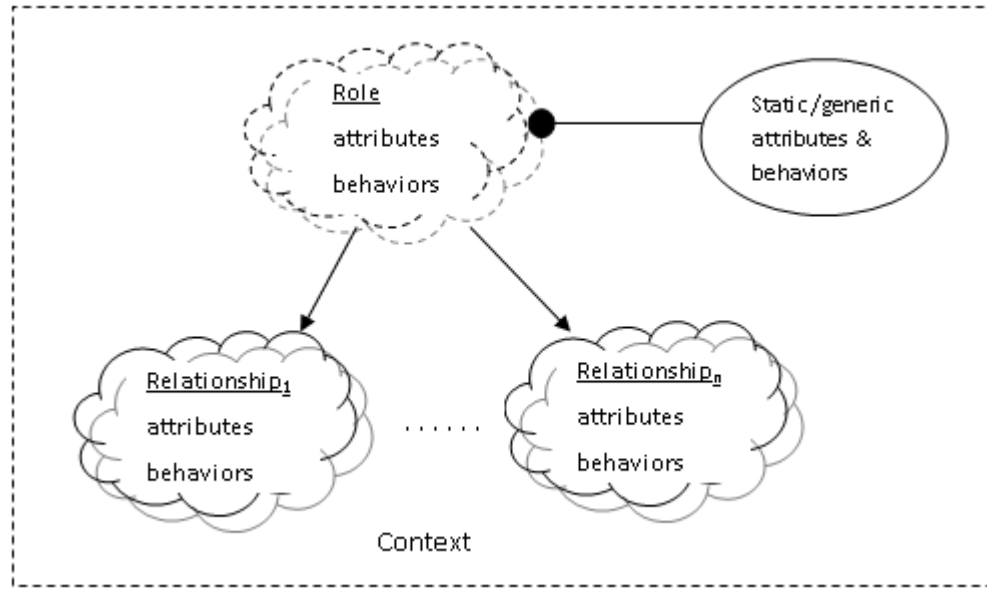 Role
attributes
behaviors
Static/generic
attributes &
behaviors
Relationship1
attributes
behaviors
. . . . . .
Relationshipn
attributes
behaviors
Context